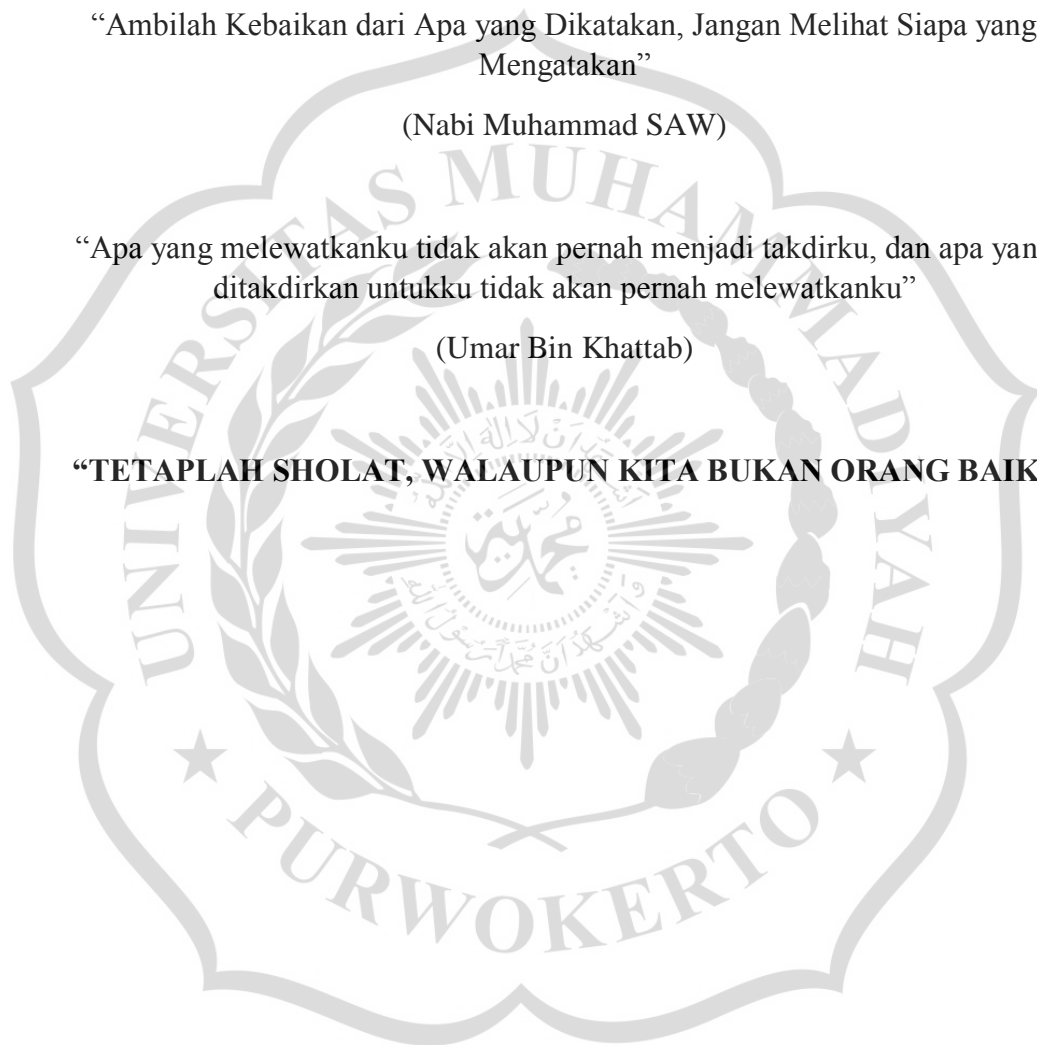 “Ambilah Kebaikan dari Apa yang Dikatakan, Jangan Melihat Siapa yang
Mengatakan”
(Nabi Muhammad SAW)
“Apa yang melewatkanku tidak akan pernah menjadi takdirku, dan apa yan
ditakdirkan untukku tidak akan pernah melewatkanku”
(Umar Bin Khattab)
“TETAPLAH SHOLAT, WALAUPUN KITA BUKAN ORANG BAIK
UNIVERSITAS MUHAMMADIYAH
PURWOKERTO